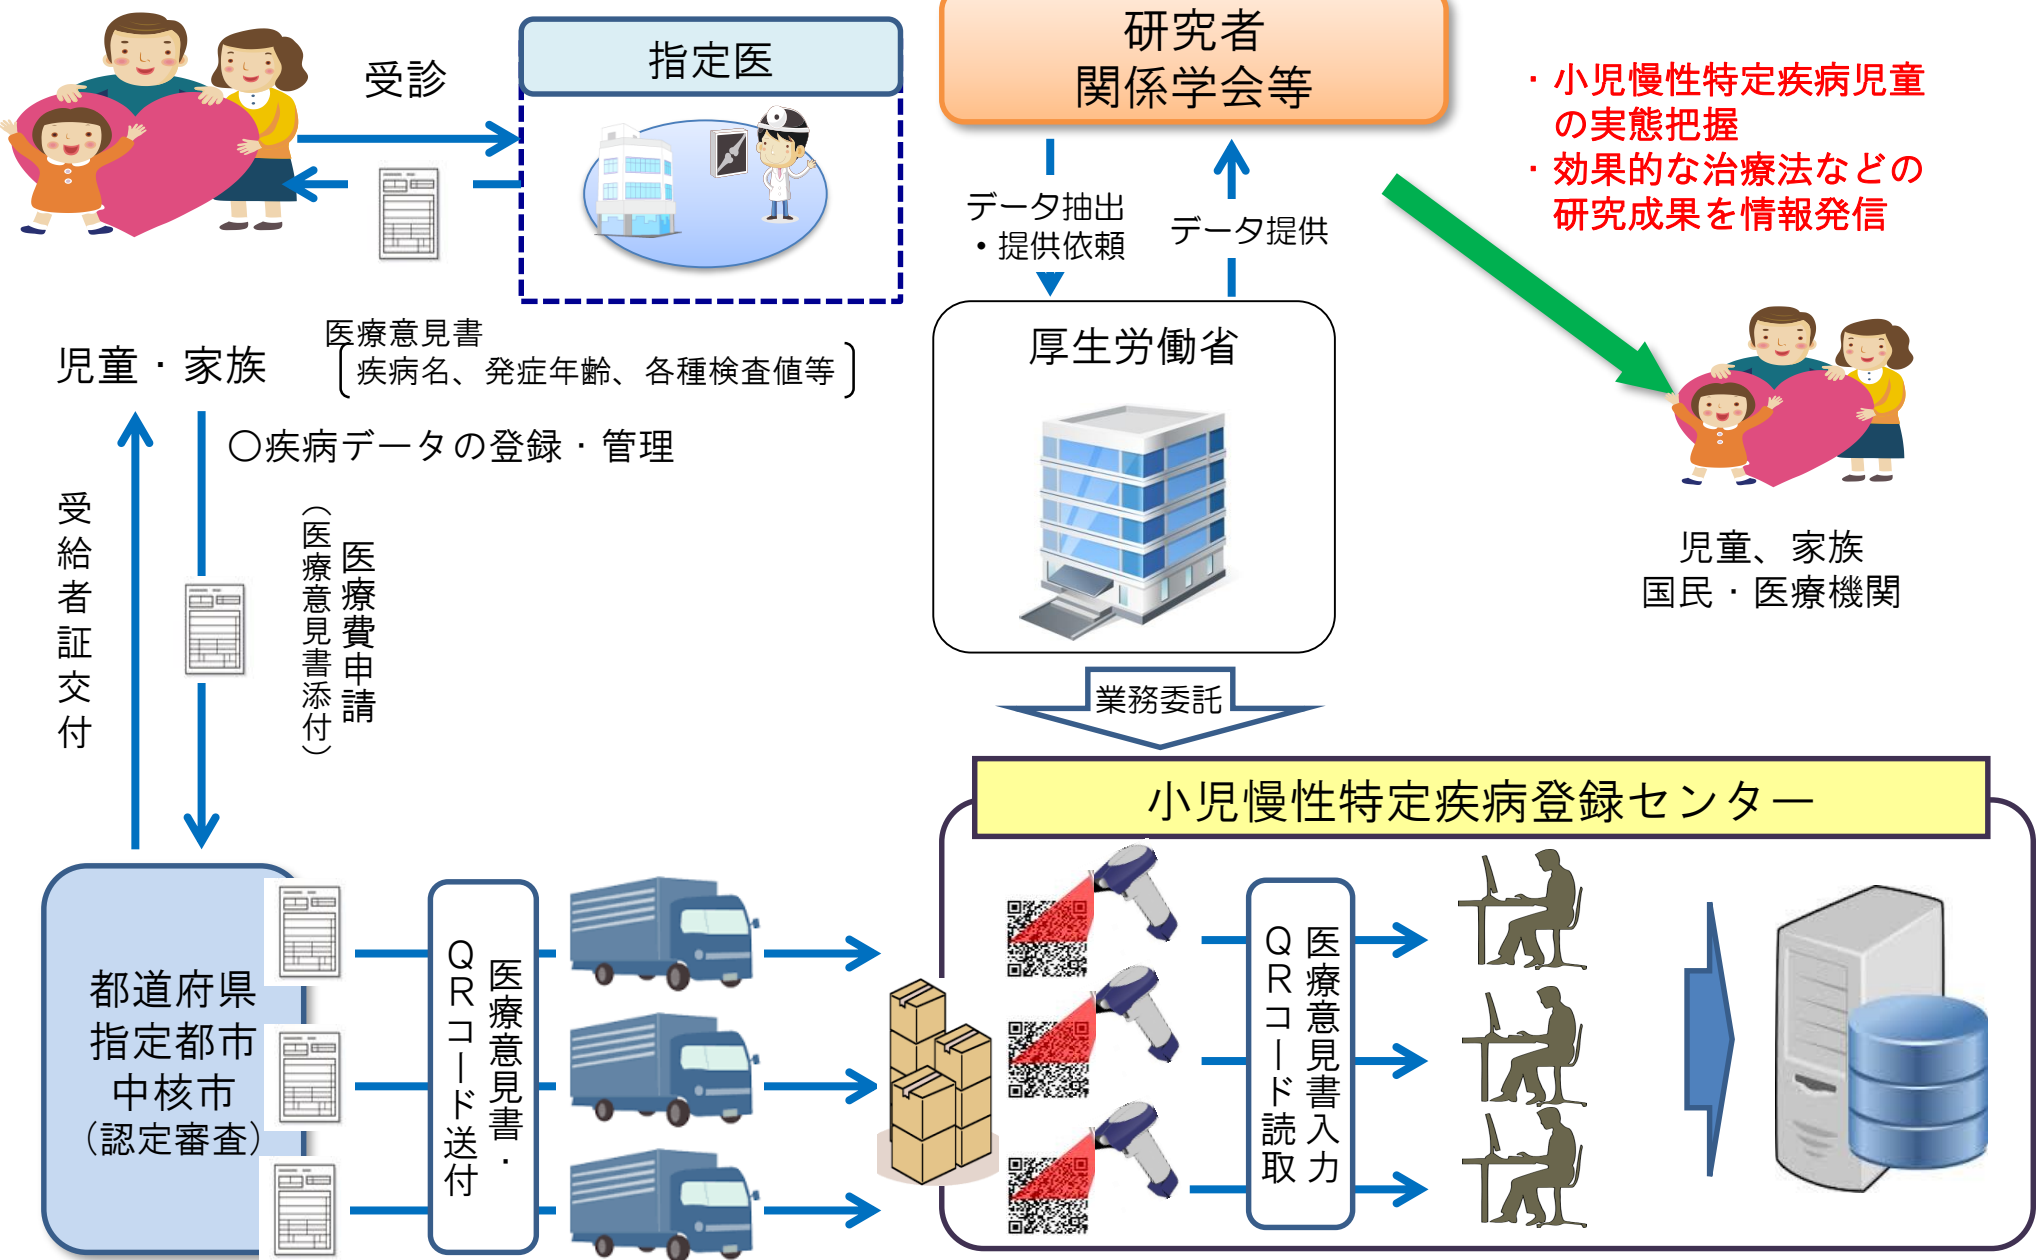 受診
指定医
研究者
関係学会等
・小児慢性特定疾病児童
の実態把握
・効果的な治療法などの
研究成果を情報発信
データ抽出
・提供依頼
データ提供
児童・家族
医療意見書
疾病名、発症年齢、各種検査値等
〇疾病データの登録・管理
厚生労働省
受給者証交付
医療費申請
（医療意見書添付）
児童、家族
国民・医療機関
業務委託
小児慢性特定疾病登録センター
都道府県
指定都市
中核市
（認定審査）
医療意見書・
ＱＲコード送付
医療意見書入力
ＱＲコード読取